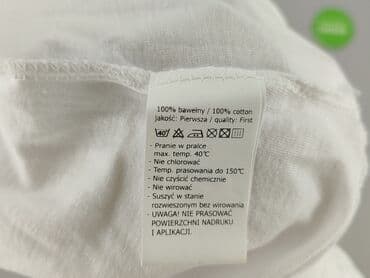 100% bawełny / 100% cotton
jakość: Pierwsza / quality: First
- Pranie w pralce
max. temp. 40℃
- Nie chlorować
- Temp. prasowania do 150℃
- Nie czyścić chemicznie
- Nie wirować
- Suszyć w stanie
rozwieszonym bez wirowania
- UWAGA! NIE PRASOWAĆ
POWIERZCHNI NADRUKU
I APLIKACJI.